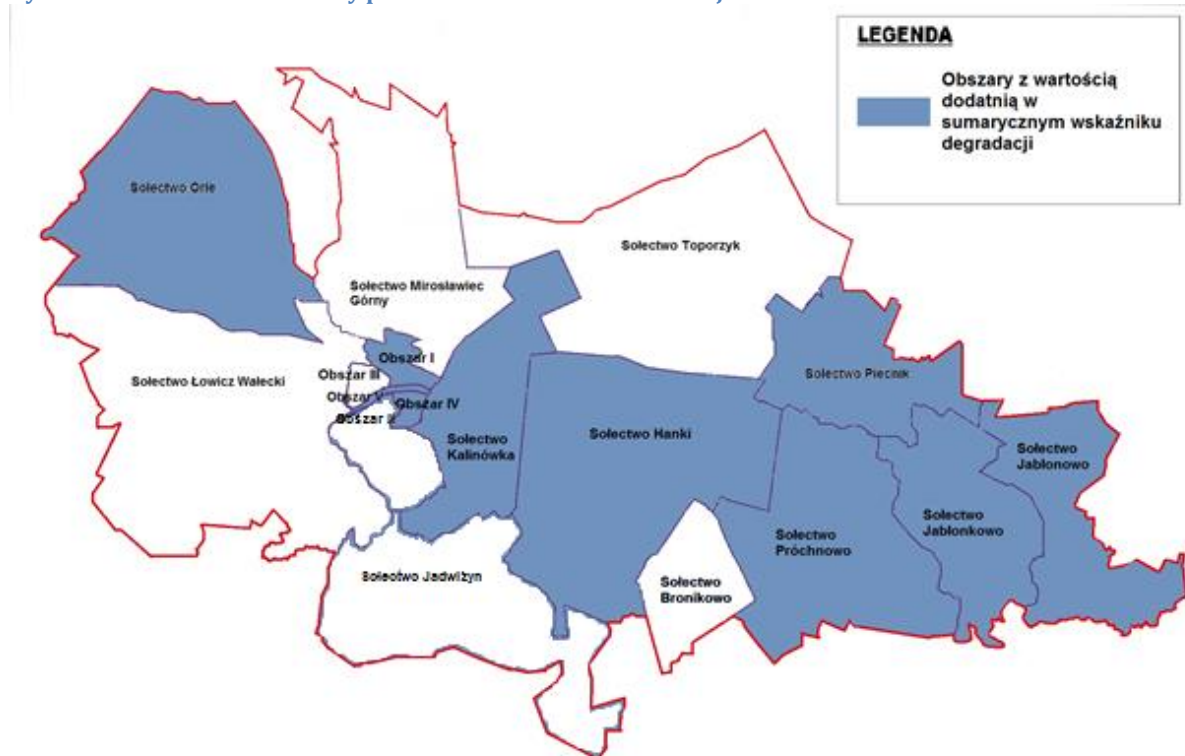 LEGENDA
Obszary z wartością
dodatnią w
sumarycznym wskaźniku
degradacji
Sołectwo Orle
Sołectwo Toporzyk
Sołectwo Mirosławiec
Górny
Obszar I
Obszar III
Sołectwo Łowicz Wałecki
Obszar V
Obszar IV
Obszar II
Sołectwo Piecnik
Sołectwo Hanki
Sołectwo
Kalinówka
Sołectwo
Jabłonowo
Sołectwo
Jabłonkowo
Sołectwo
Próchnowo
Sołectwo Jadwiżyn
Sołectwo
Bronikowo